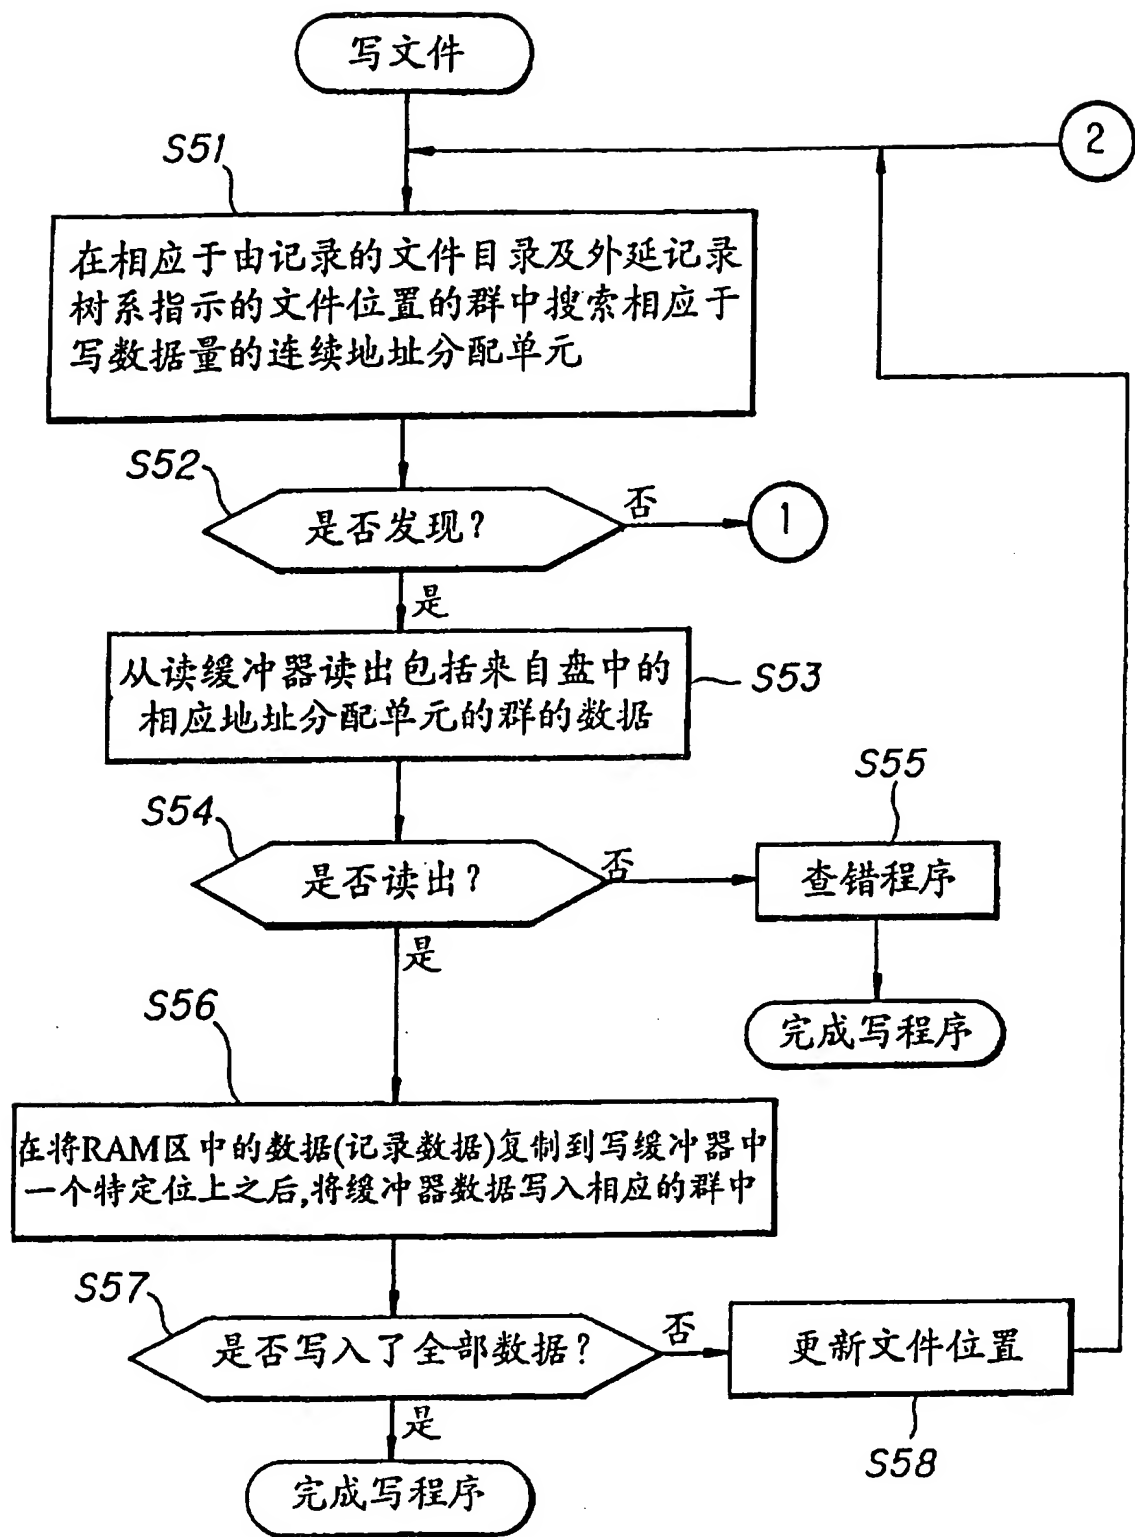 写文件
2
S51
在相应于由记录的文件目录及外延记录
树系指示的文件位置的群中搜索相应于
写数据量的连续地址分配单元
S52
是否发现?
否
1
是
从读缓冲器读出包括来自盘中的
相应地址分配单元的群的数据
S53
S54
是否读出?
否
S55
查错程序
是
完成写程序
S56
在将RAM区中的数据(记录数据)复制到写缓冲器中
一个特定位上之后,将缓冲器数据写入相应的群中
S57
是否写入了全部数据?
否
更新文件位置
S58
是
完成写程序